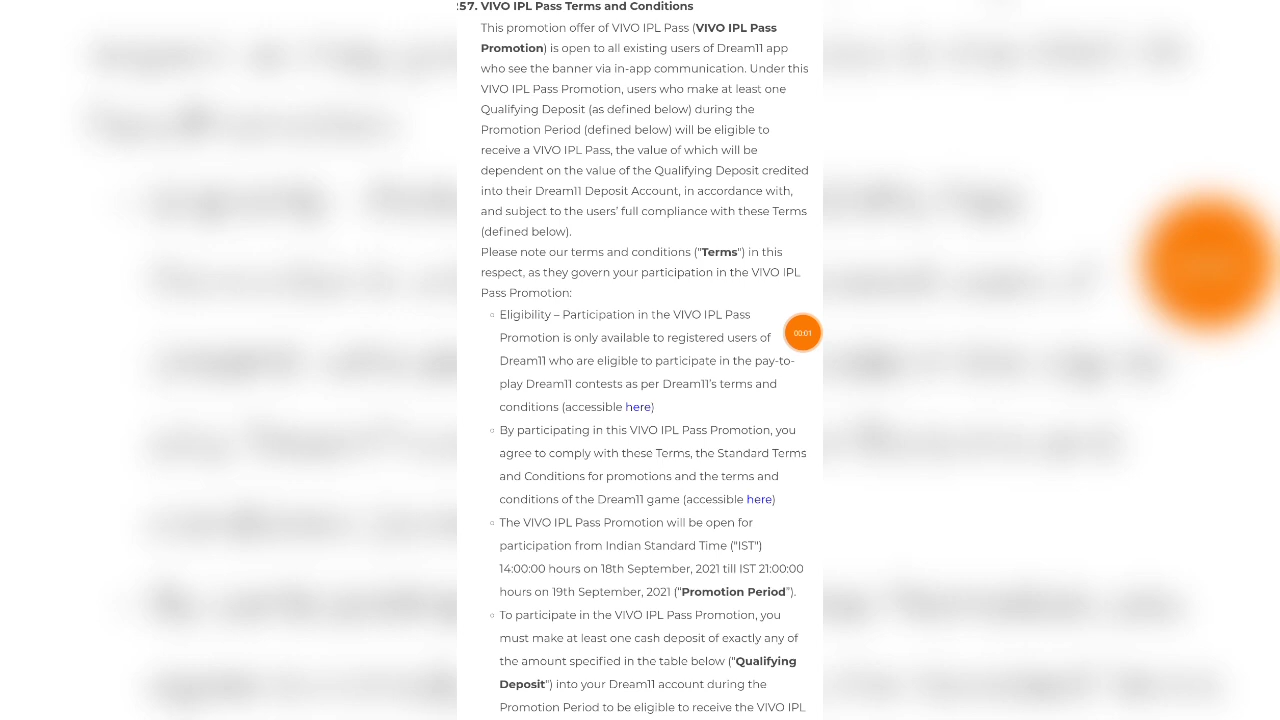 :57. VIVO IPL Pass Terms and Conditions
This promotion offer of VIVO IPL Pass (VIVO IPL Pass
Promotion) is open to all existing users of Dream11 app
who see the banner via in-app communication. Under this
VIVO IPL Pass Promotion, users who make at least one
Qualifying Deposit (as defined below) during the
Promotion Period (defined below) will be eligible to
receive a VIVO IPL Pass, the value of which will be
dependent on the value of the Qualifying Deposit credited
into their Dream11 Deposit Account, in accordance with,
and subject to the users’ full compliance with these Terms
(defined below).
Please note our terms and conditions ("Terms") in this
respect, as they govern your participation in the VIVO IPL
Pass Promotion:
◦ Eligibility – Participation in the VIVO IPL Pass
Promotion is only available to registered users of
Dream11 who are eligible to participate in the pay-to-
play Dream11 contests as per Dream11’s terms and
conditions (accessible here)
◦ By participating in this VIVO IPL Pass Promotion, you
agree to comply with these Terms, the Standard Terms
and Conditions for promotions and the terms and
conditions of the Dream11 game (accessible here)
◦ The VIVO IPL Pass Promotion will be open for
participation from Indian Standard Time ("IST")
14:00:00 hours on 18th September, 2021 till IST 21:00:00
hours on 19th September, 2021 (“Promotion Period”).
◦ To participate in the VIVO IPL Pass Promotion, you
must make at least one cash deposit of exactly any of
the amount specified in the table below ("Qualifying
Deposit") into your Dream11 account during the
Promotion Period to be eligible to receive the VIVO IPL
00:01